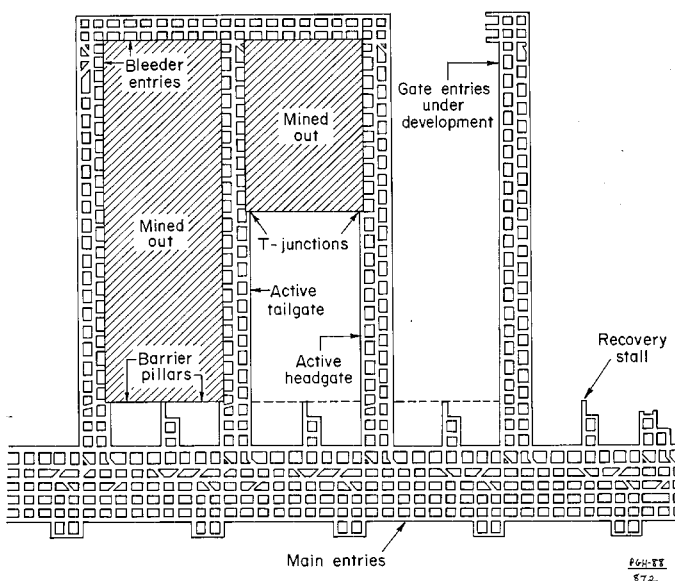 Bleeder
entries
Mined
out
Gate entries
under
development
Mined
out
T-junctions
Active
tailgate
Active
headgate
Barrier
pillars
Recovery
stall
Main entries
PGH-88
872